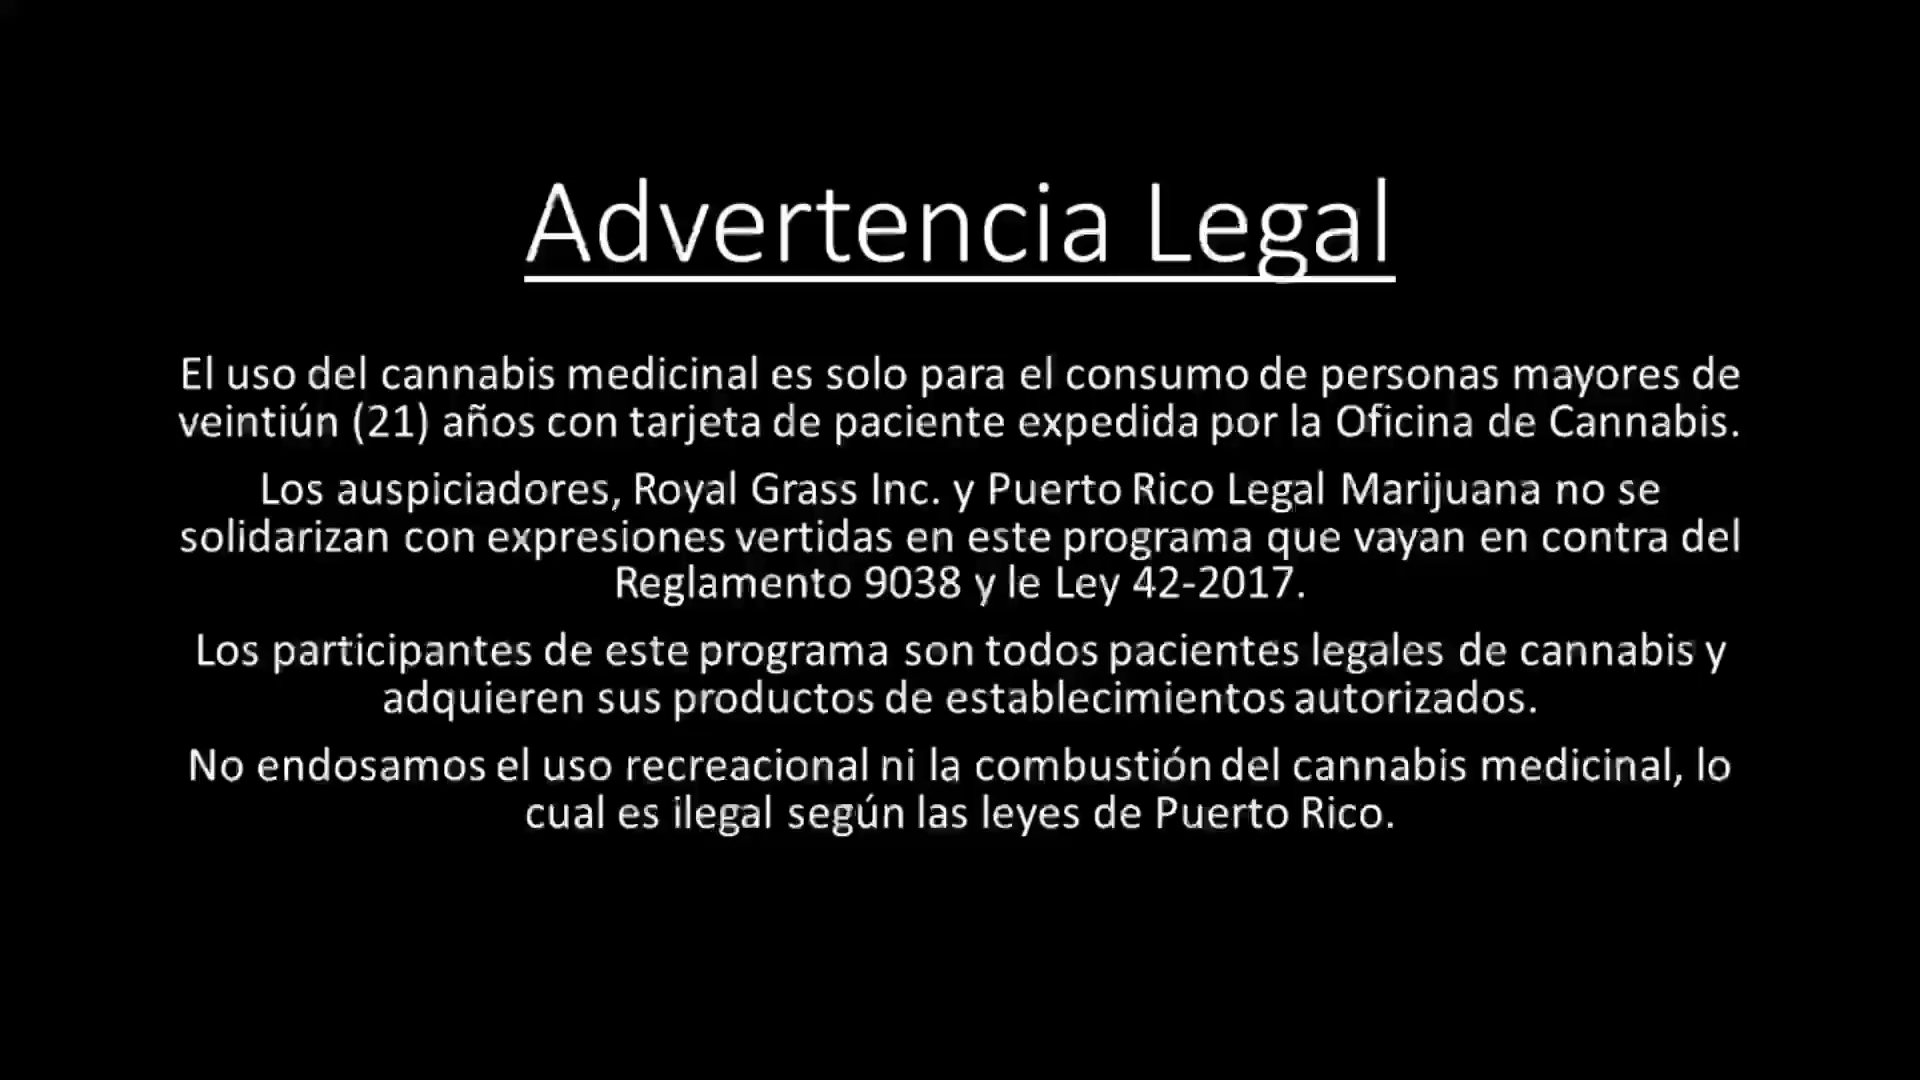 Advertencia Legal
El uso del cannabis medicinal es solo para el consumo de personas mayores de
veintiún (21) años con tarjeta de paciente expedida por la Oficina de Cannabis.
Los auspiciadores, Royal Grass Inc. y Puerto Rico Legal Marijuana no se
solidarizan con expresiones vertidas en este programa que vayan en contra del
Reglamento 9038 y le Ley 42-2017.
Los participantes de este programa son todos pacientes legales de cannabis y
adquieren sus productos de establecimientos autorizados.
No endosamos el uso recreacional ni la combustión del cannabis medicinal, lo
cual es ilegal según las leyes de Puerto Rico.